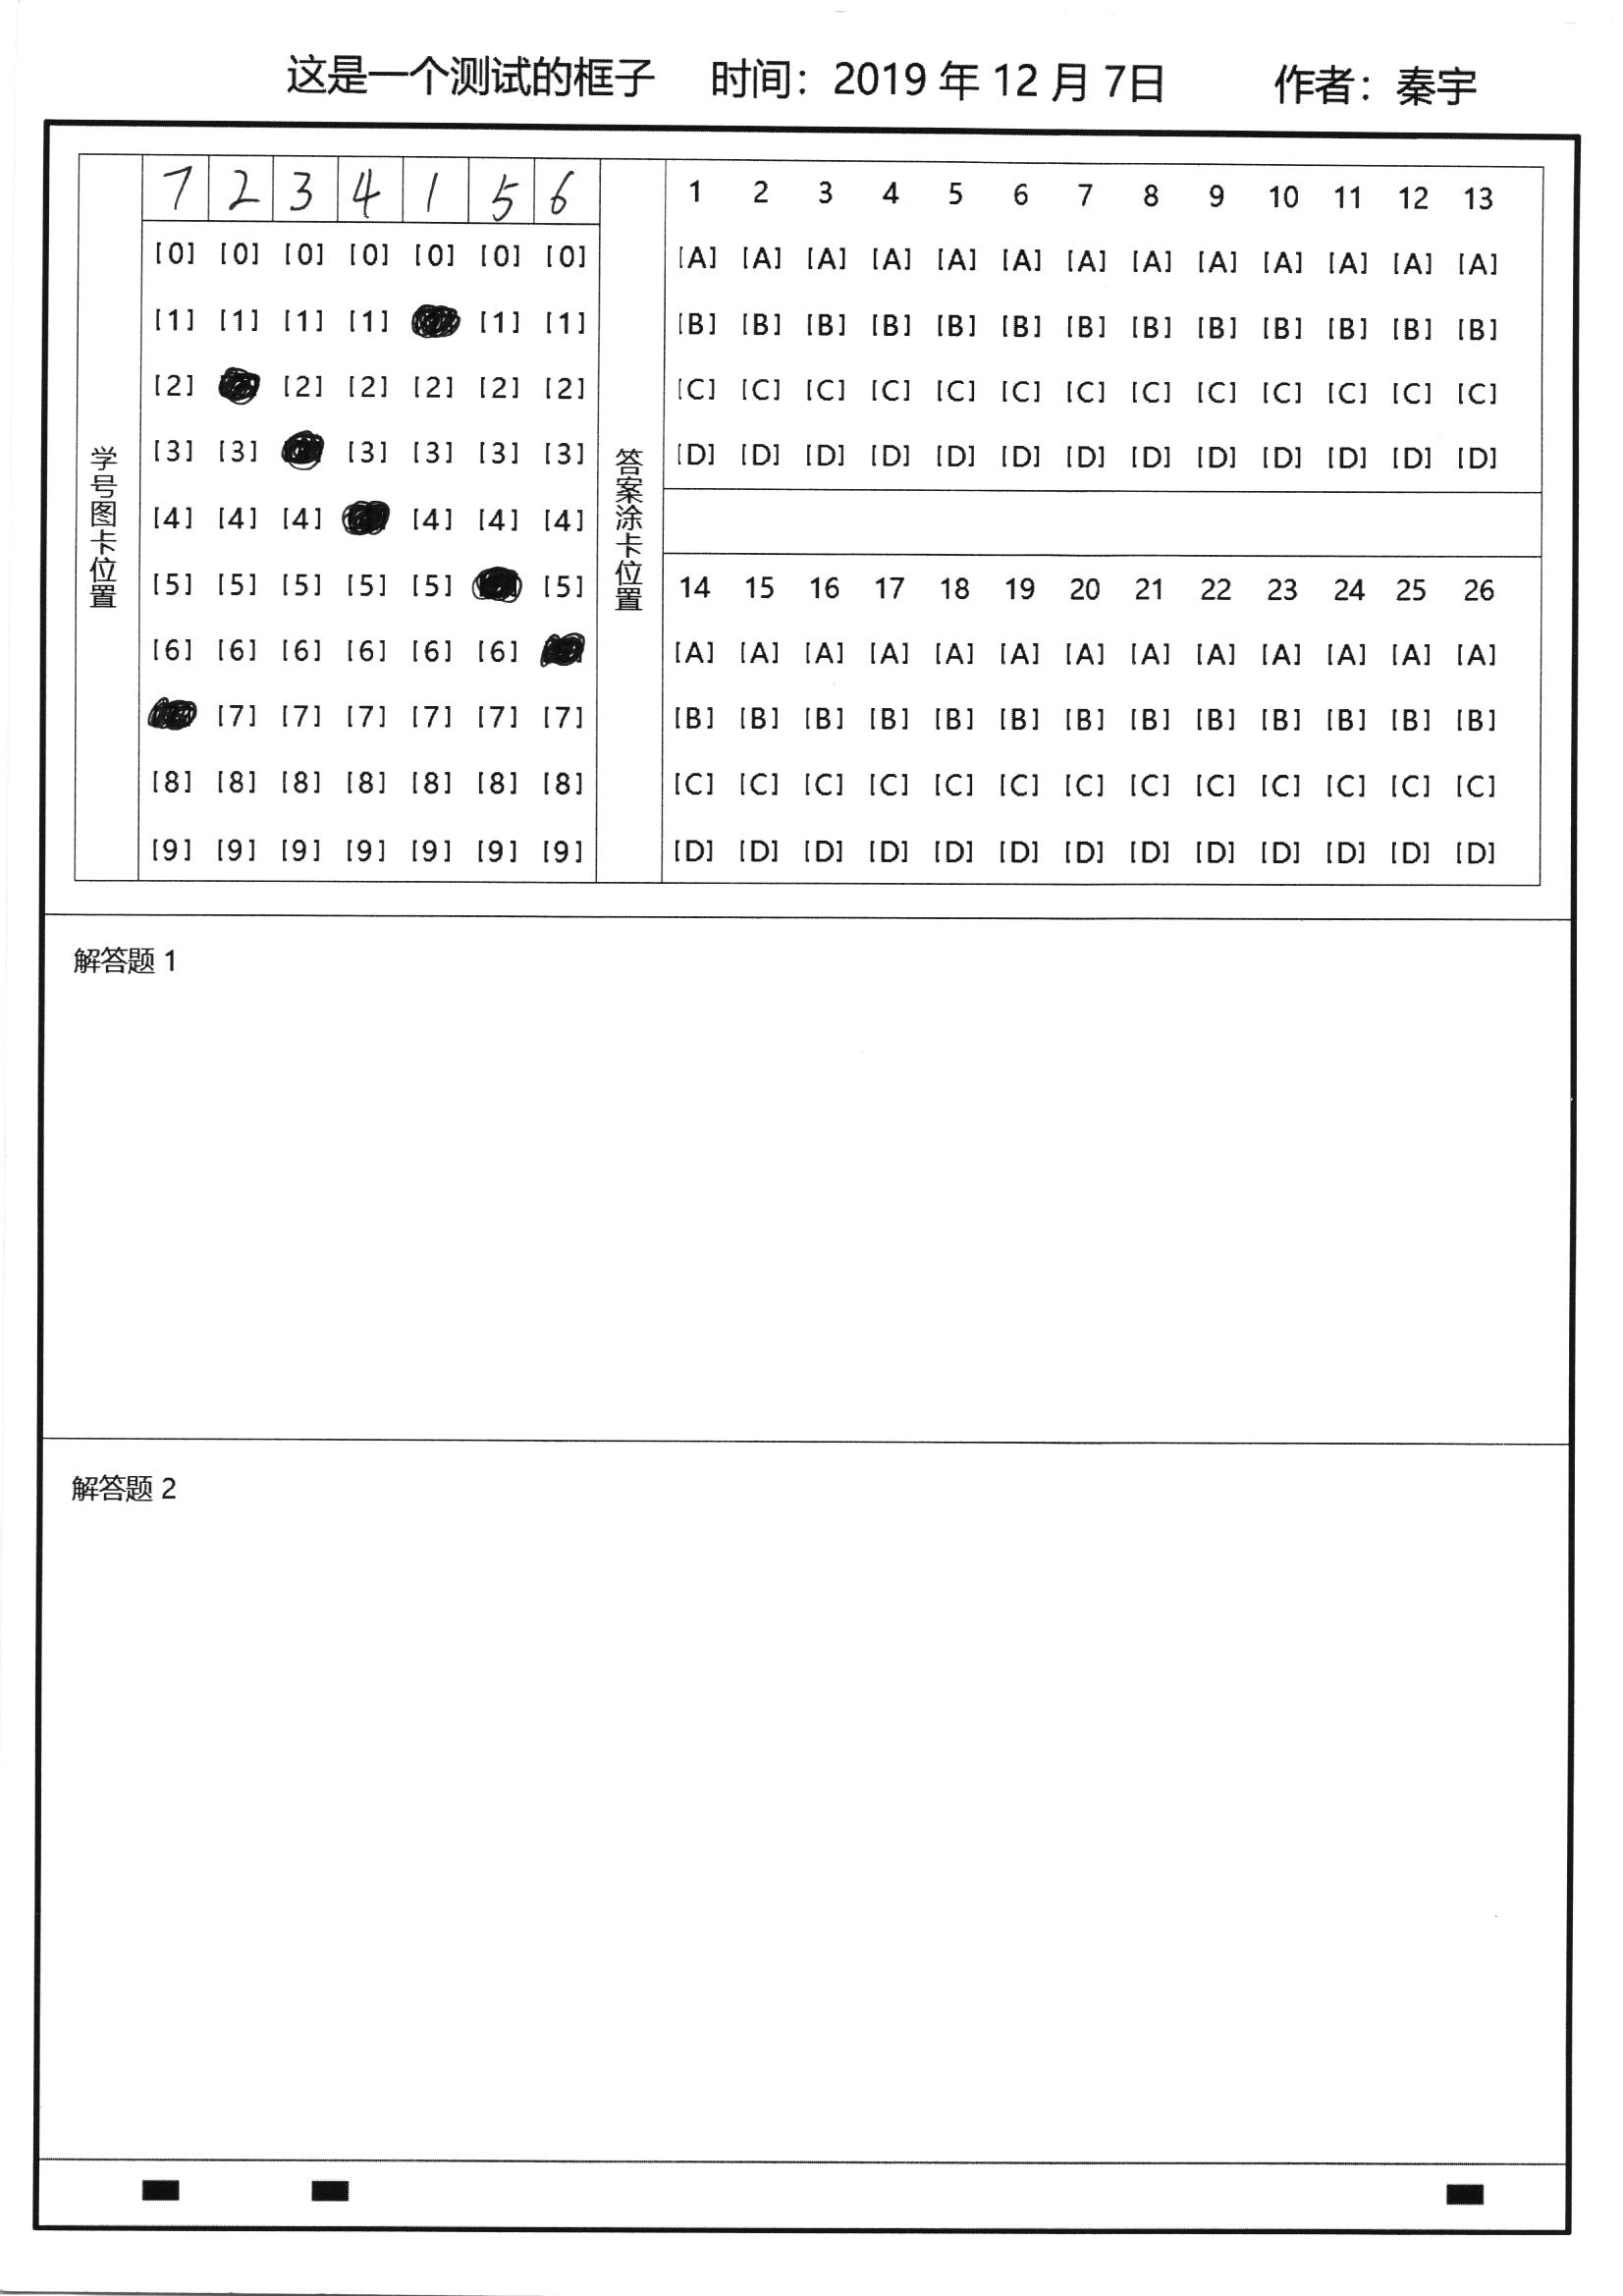 这是一个测试的框子 时间：2019 年 12 月 7日 作者：秦宇
学号图卡位置
7 2 3 4 1 5 6
[0] [0] [0] [0] [0] [0] [0]
[1] [1] [1] [1] [1] [1]
[2] [2] [2] [2] [2] [2]
[3] [3] [3] [3] [3] [3]
[4] [4] [4] [4] [4] [4]
[5] [5] [5] [5] [5] [5]
[6] [6] [6] [6] [6] [6]
[7] [7] [7] [7] [7] [7]
[8] [8] [8] [8] [8] [8] [8]
[9] [9] [9] [9] [9] [9] [9]
答案涂卡位置
1 2 3 4 5 6 7 8 9 10 11 12 13
[A] [A] [A] [A] [A] [A] [A] [A] [A] [A] [A] [A] [A]
[B] [B] [B] [B] [B] [B] [B] [B] [B] [B] [B] [B] [B]
[C] [C] [C] [C] [C] [C] [C] [C] [C] [C] [C] [C] [C]
[D] [D] [D] [D] [D] [D] [D] [D] [D] [D] [D] [D] [D]
14 15 16 17 18 19 20 21 22 23 24 25 26
[A] [A] [A] [A] [A] [A] [A] [A] [A] [A] [A] [A] [A]
[B] [B] [B] [B] [B] [B] [B] [B] [B] [B] [B] [B] [B]
[C] [C] [C] [C] [C] [C] [C] [C] [C] [C] [C] [C] [C]
[D] [D] [D] [D] [D] [D] [D] [D] [D] [D] [D] [D] [D]
解答题 1
解答题 2